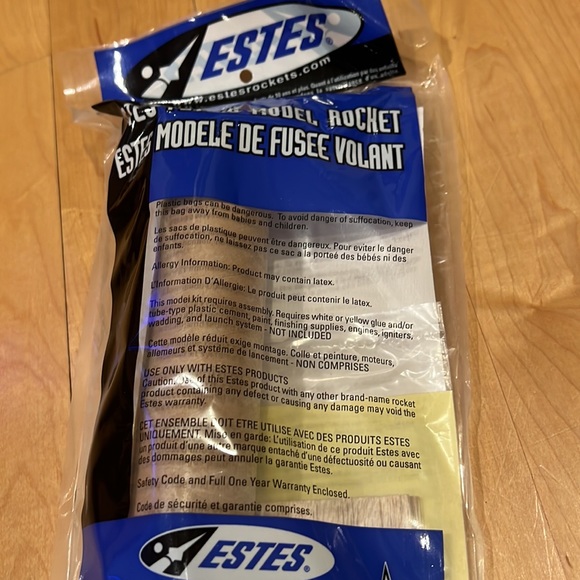 ESTES®
www.estesrockets.com
MODEL ROCKET
ESTES MODELE DE FUSEE VOLANT
Plastic bags can be dangerous. To avoid danger of suffocation, keep
this bag away from babies and children.
Les sacs de plastique peuvent être dangereux. Pour eviter le danger
de suffocation, ne laissez pas ce sac a la porteé des bébés ni des
enfants.
Allergy Information: Product may contain latex.
L'Information D'Allergie: Le produit peut contenir le latex.
This model kit requires assembly. Requires white or yellow glue and/or
tube-type plastic cement, paint, finishing supplies, engines, igniters,
wadding, and launch system - NOT INCLUDED
Cette modèle réduit exige montage. Colle et peinture, moteurs,
allemeurs et système de lancement - NON COMPRISES
USE ONLY WITH ESTES PRODUCTS
Caution: Use of this Estes product with any other brand-name rocket
product containing any defect or causing any damage may void the
Estes warranty.
CET ENSEMBLE DOIT ETRE UTILISE AVEC DES PRODUITS ESTES
UNIQUEMENT. Mise en garde: L'utilisation de ce produit Estes avec
un produit d'une autre marque entaché d'une défectuosité ou causant
des dommages peut annuler la garantie Estes.
Safety Code and Full One Year Warranty Enclosed.
Code de sécurité et garantie comprises.
ESTES®